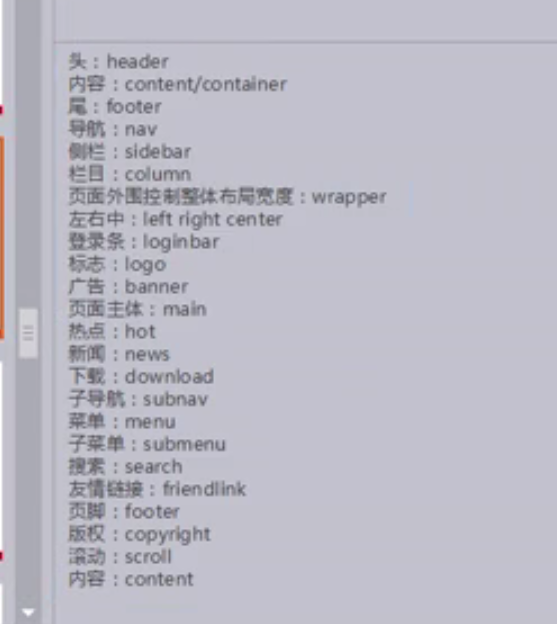 头：header
内容：content/container
尾：footer
导航：nav
侧栏：sidebar
栏目：column
页面外围控制整体布局宽度：wrapper
左右中：left right center
登录条：loginbar
标志：logo
广告：banner
页面主体：main
热点：hot
新闻：news
下载：download
子导航：subnav
菜单：menu
子菜单：submenu
搜索：search
友情链接：friendlink
页脚：footer
版权：copyright
滚动：scroll
内容：content